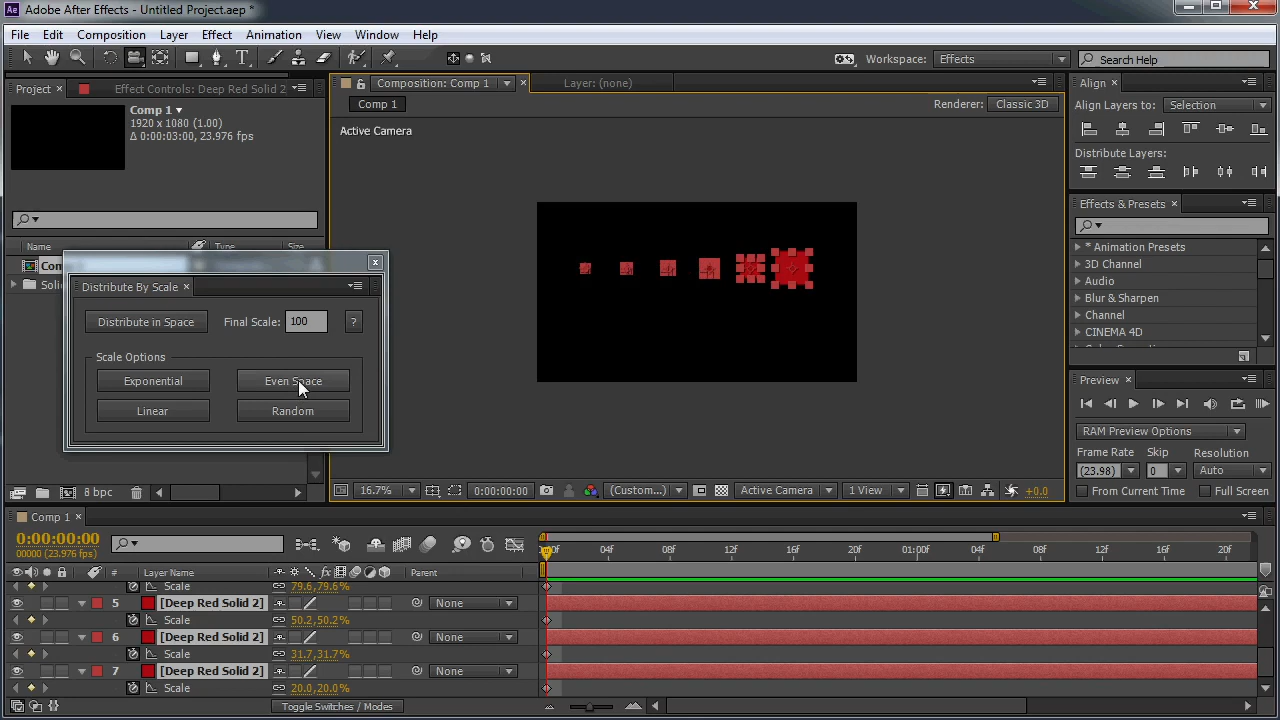 Ae Adobe After Effects - Untitled Project.aep *
File Edit Composition Layer Effect Animation View Window Help
Workspace: Effects
Search Help
Project
Effect Controls: Deep Red Solid 2
Composition: Comp 1
Layer: (none)
Align
Comp 1
1920 x 1080 (1.00)
Δ 0:00:03:00, 23.976 fps
Comp 1
Renderer: Classic 3D
Align Layers to: Selection
Active Camera
Distribute Layers:
Effects & Presets
Name Type Size
* Animation Presets
3D Channel
Audio
Blur & Sharpen
Channel
CINEMA 4D
Distribute By Scale
Distribute in Space Final Scale: 100 ?
Scale Options
Exponential Even Space
Linear Random
Preview
RAM Preview Options
Frame Rate Skip Resolution
(23.98) 0 Auto
From Current Time Full Screen
8 bpc
16.7% 0:00:00:00 (Custom...) Active Camera 1 View +0.0
Comp 1
0:00:00:00
00000 (23.976 fps)
04f 08f 12f 16f 20f 01:00f 04f 08f 12f 16f 20f
# Layer Name Parent
Scale 79.6,79.6%
5 [Deep Red Solid 2] None
Scale 50.2,50.2%
6 [Deep Red Solid 2] None
Scale 31.7,31.7%
7 [Deep Red Solid 2] None
Scale 20.0,20.0%
Toggle Switches / Modes